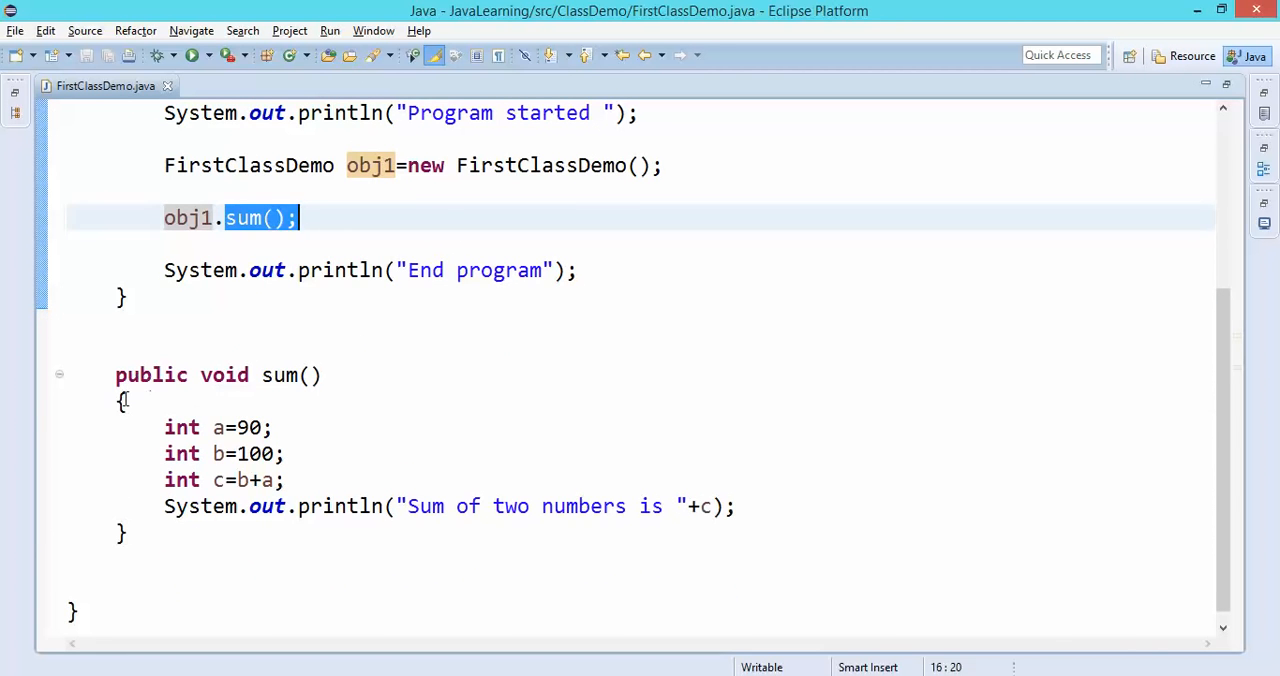 Java - JavaLearning/src/ClassDemo/FirstClassDemo.java - Eclipse Platform
File Edit Source Refactor Navigate Search Project Run Window Help
Quick Access Resource Java
FirstClassDemo.java
System.out.println("Program started ");
FirstClassDemo obj1=new FirstClassDemo();
obj1.sum();
System.out.println("End program");
}
public void sum()
{
int a=90;
int b=100;
int c=b+a;
System.out.println("Sum of two numbers is "+c);
}
}
Writable Smart Insert 16 : 20